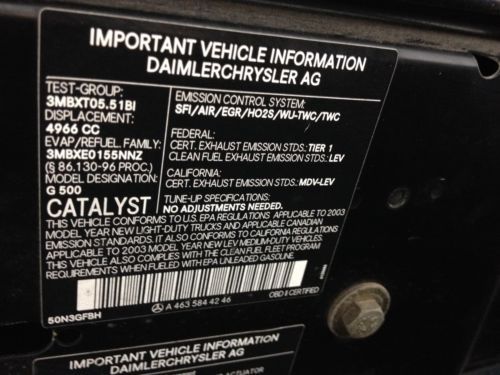 IMPORTANT VEHICLE INFORMATION
DAIMLERCHRYSLER AG
TEST-GROUP:
3MBXT05.51BI
DISPLACEMENT:
4966 CC
EVAP/REFUEL. FAMILY:
3MBXE0155NNZ
(§ 86.130-96 PROC.)
MODEL DESIGNATION:
G 500
EMISSION CONTROL SYSTEM:
SFI/AIR/EGR/HO2S/WU-TWC/TWC
FEDERAL:
CERT. EXHAUST EMISSION STDS.: TIER 1
CLEAN FUEL EXHAUST EMISSION STDS.: LEV
CALIFORNIA:
CERT. EXHAUST EMISSION STDS.: MDV-LEV
CATALYST
TUNE-UP SPECIFICATIONS:
NO ADJUSTMENTS NEEDED.
THIS VEHICLE CONFORMS TO U.S. EPA REGULATIONS APPLICABLE TO 2003
MODEL YEAR NEW LIGHT-DUTY TRUCKS AND APPLICABLE CANADIAN
EMISSION STANDARDS. IT ALSO CONFORMS TO CALIFORNIA REGULATIONS
APPLICABLE TO 2003 MODEL YEAR NEW LEV MEDIUM-DUTY VEHICLES.
THIS VEHICLE ALSO COMPLIES WITH THE CLEAN FUEL FLEET PROGRAM
REQUIREMENTS WHEN FUELED WITH EPA UNLEADED GASOLINE.
50N3GFBH
A 463 584 42 46
OBD II CERTIFIED
IMPORTANT VEHICLE INFORMATION
DAIMLERCHRYSLER AG
ACTUATOR